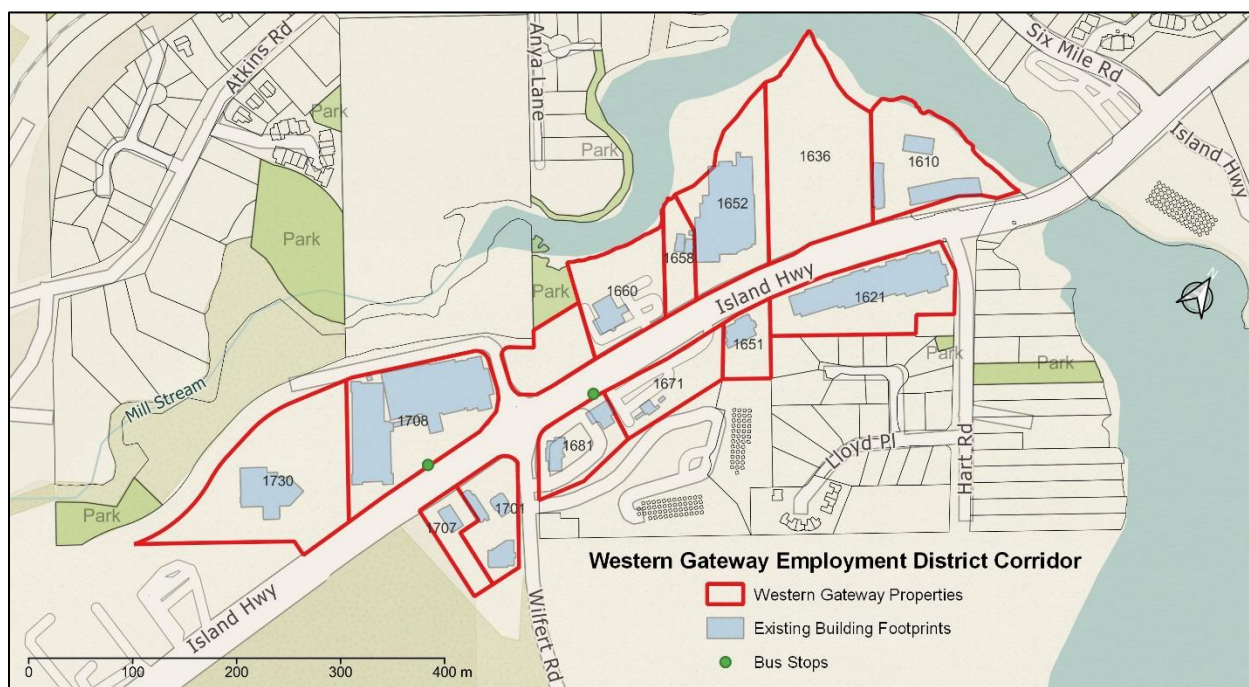 Atkins Rd
Anya Lane
Six Mile Rd
Island Hwy
Park
Park
Park
1636
1610
1652
1658
1660
Island Hwy
1621
Park
1651
Park
Park
1671
Mill Stream
1708
1681
Lloyd Pl
Hart Rd
1730
1707
1701
Park
Island Hwy
Wilfert Rd
N
Western Gateway Employment District Corridor
Western Gateway Properties
Existing Building Footprints
Bus Stops
0 100 200 400 m